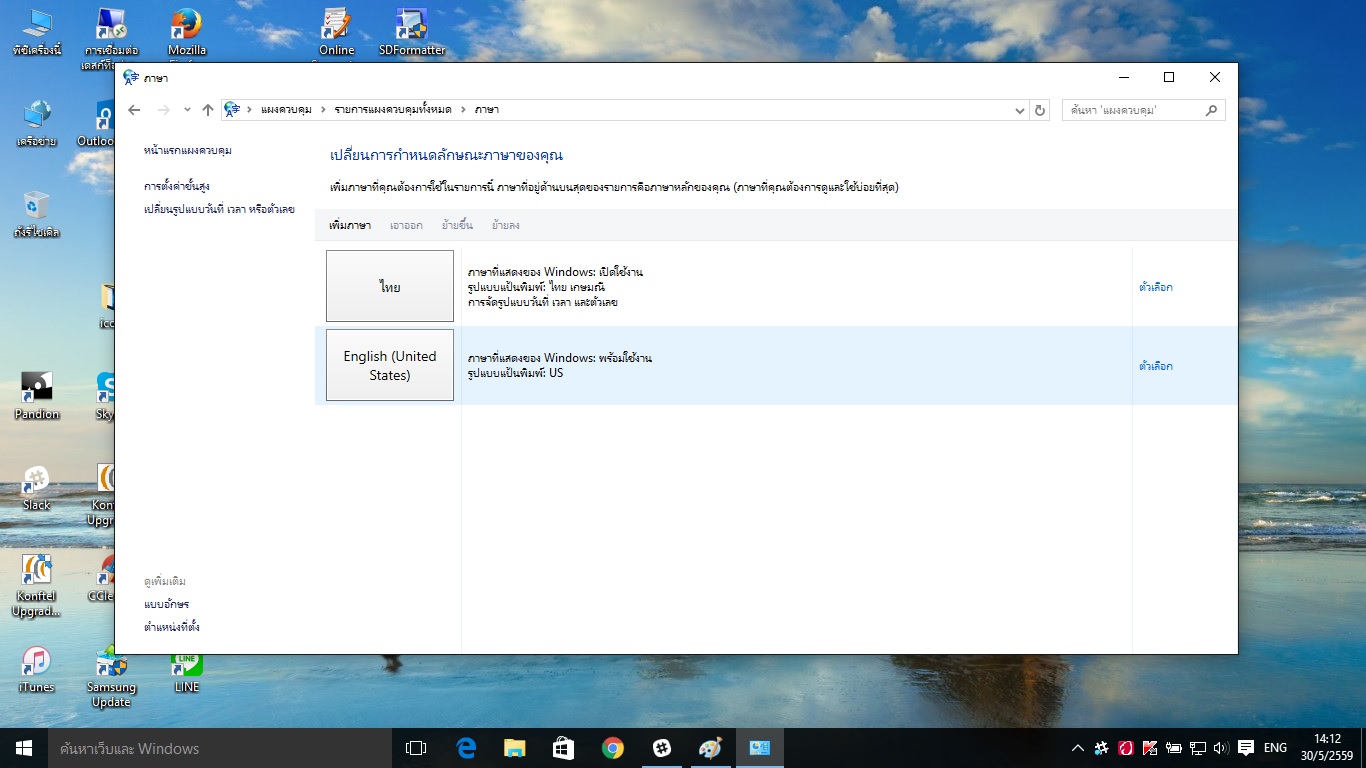 พีซีเครื่องนี้
การเชื่อมต่อ
Mozilla
Online
SDFormatter
ภาษา
แผงควบคุม
รายการแผงควบคุมทั้งหมด
ภาษา
ค้นหา 'แผงควบคุม'
เครือข่าย
Outloo
หน้าแรกแผงควบคุม
เปลี่ยนการกำหนดลักษณะภาษาของคุณ
การตั้งค่าขั้นสูง
เพิ่มภาษาที่คุณต้องการใช้ในรายการนี้ ภาษาที่อยู่ด้านบนสุดของรายการคือภาษาหลักของคุณ (ภาษาที่คุณต้องการดูและใช้บ่อยที่สุด)
เปลี่ยนรูปแบบวันที่ เวลา หรือตัวเลข
ถังรีไซเคิล
เพิ่มภาษา เอาออก ย้ายขึ้น ย้ายลง
ไทย
ภาษาที่แสดงของ Windows: เปิดใช้งาน
รูปแบบแป้นพิมพ์: ไทย เกษมณี
การจัดรูปแบบวันที่ เวลา และตัวเลข
ตัวเลือก
English (United
States)
ภาษาที่แสดงของ Windows: พร้อมใช้งาน
รูปแบบแป้นพิมพ์: US
ตัวเลือก
icc
Pandion
Sky
Slack
Kon
Upgr
Konftel
Upgrad...
CCle
ดูเพิ่มเติม
แบบอักษร
ตำแหน่งที่ตั้ง
iTunes
Samsung
Update
LINE
LINE
ค้นหาเว็บและ Windows
ENG
14:12
30/5/2559